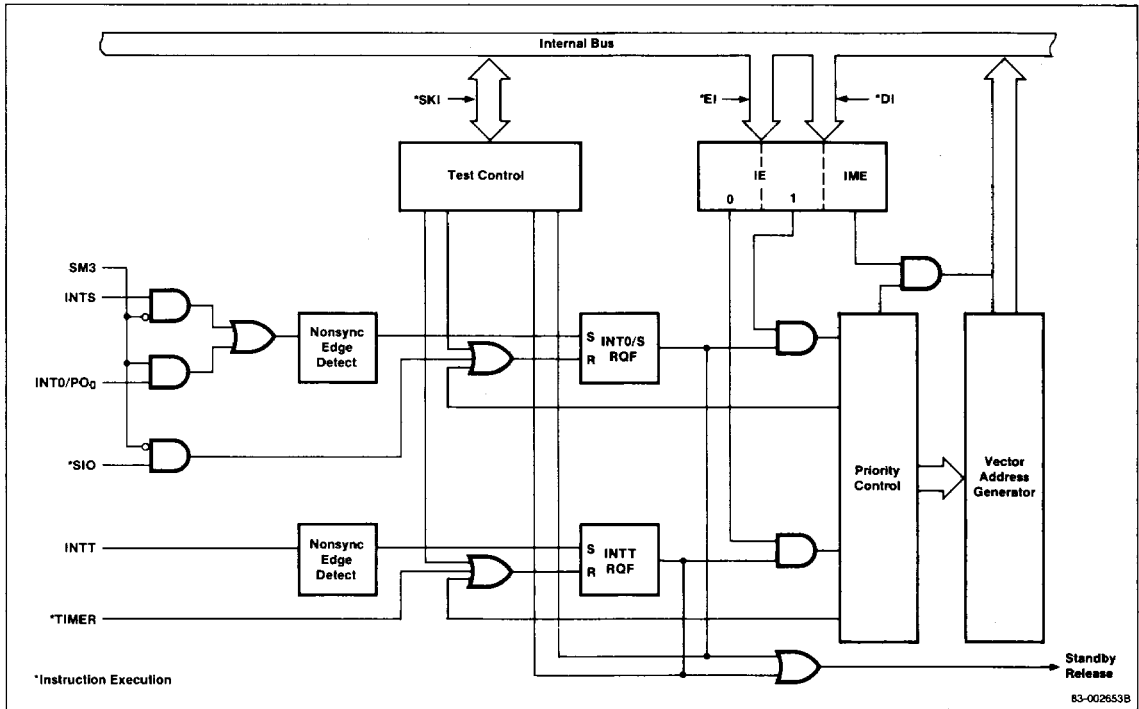 Internal Bus
*SKI
*EI
*DI
Test Control
IE
IME
0
1
SM3
INTS
Nonsync
Edge
Detect
S
R
INT0/S
RQF
INT0/PO0
*SIO
Priority
Control
Vector
Address
Generator
INTT
Nonsync
Edge
Detect
S
R
INTT
RQF
*TIMER
Standby
Release
*Instruction Execution
83-002653B